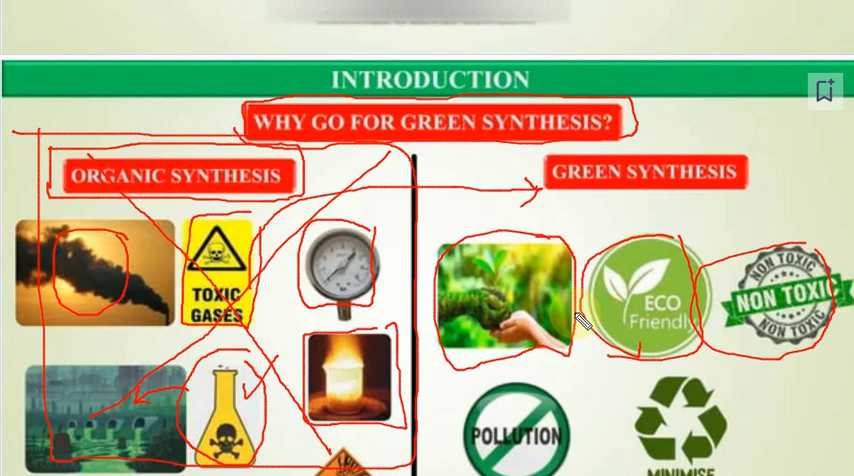 INTRODUCTION
WHY GO FOR GREEN SYNTHESIS?
ORGANIC SYNTHESIS
GREEN SYNTHESIS
TOXIC
GASES
ECO
Friendly
NON TOXIC
NON TOXIC
NON TOXIC
POLLUTION
MINIMISE